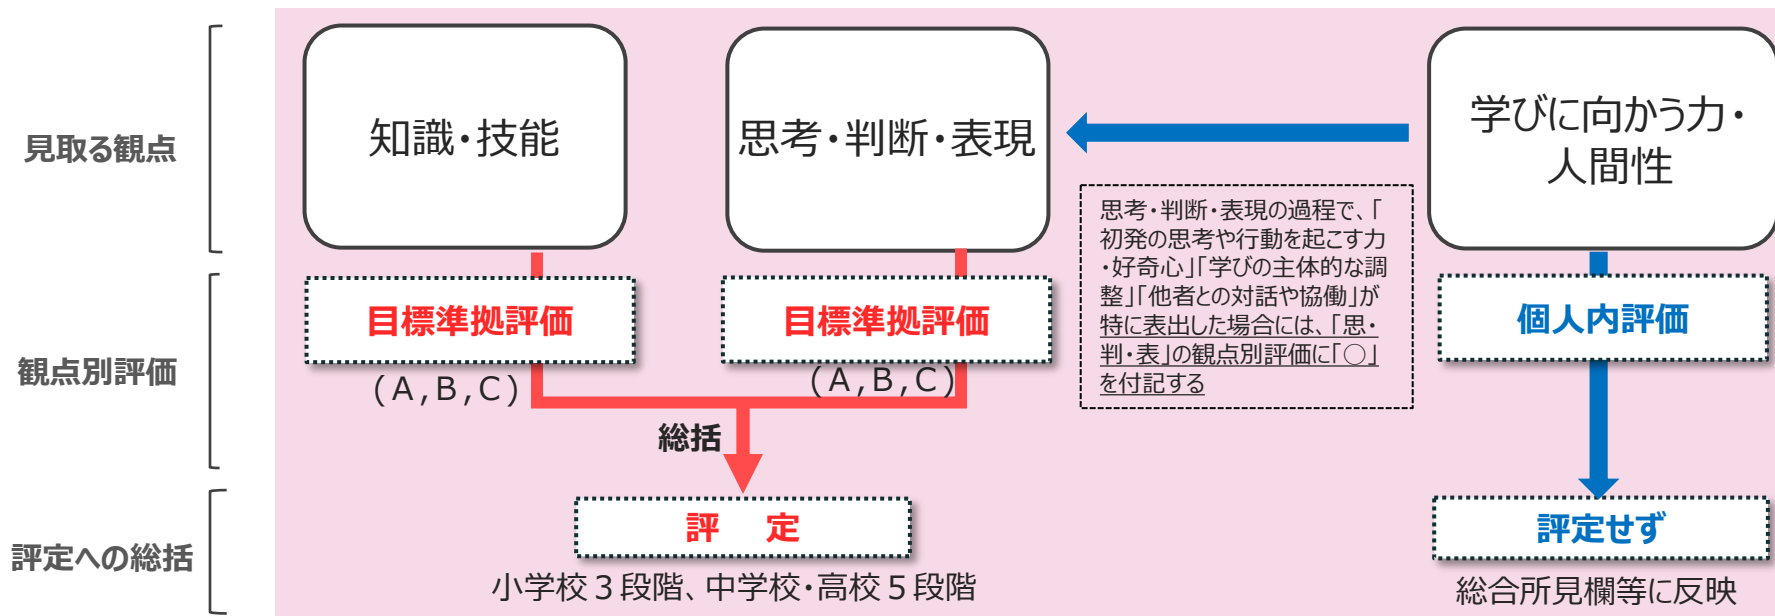 見取る観点
知識・技能
思考・判断・表現
学びに向かう力・
人間性
思考・判断・表現の過程で、「
初発の思考や行動を起こす力
・好奇心」「学びの主体的な調
整」「他者との対話や協働」が
特に表出した場合には、「思・
判・表」の観点別評価に「○」
を付記する
観点別評価
目標準拠評価
(A,B,C)
目標準拠評価
(A,B,C)
個人内評価
総括
評定への総括
評　定
小学校３段階、中学校・高校５段階
評定せず
総合所見欄等に反映